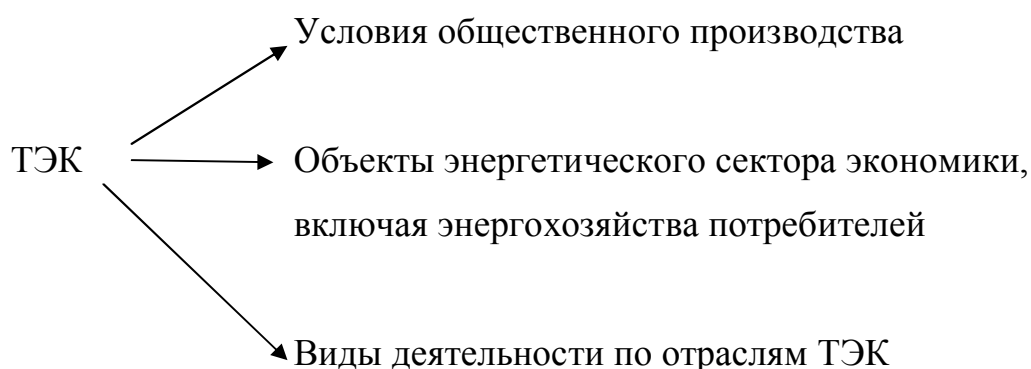 Условия общественного производства
ТЭК
Объекты энергетического сектора экономики,
включая энергохозяйства потребителей
Виды деятельности по отраслям ТЭК